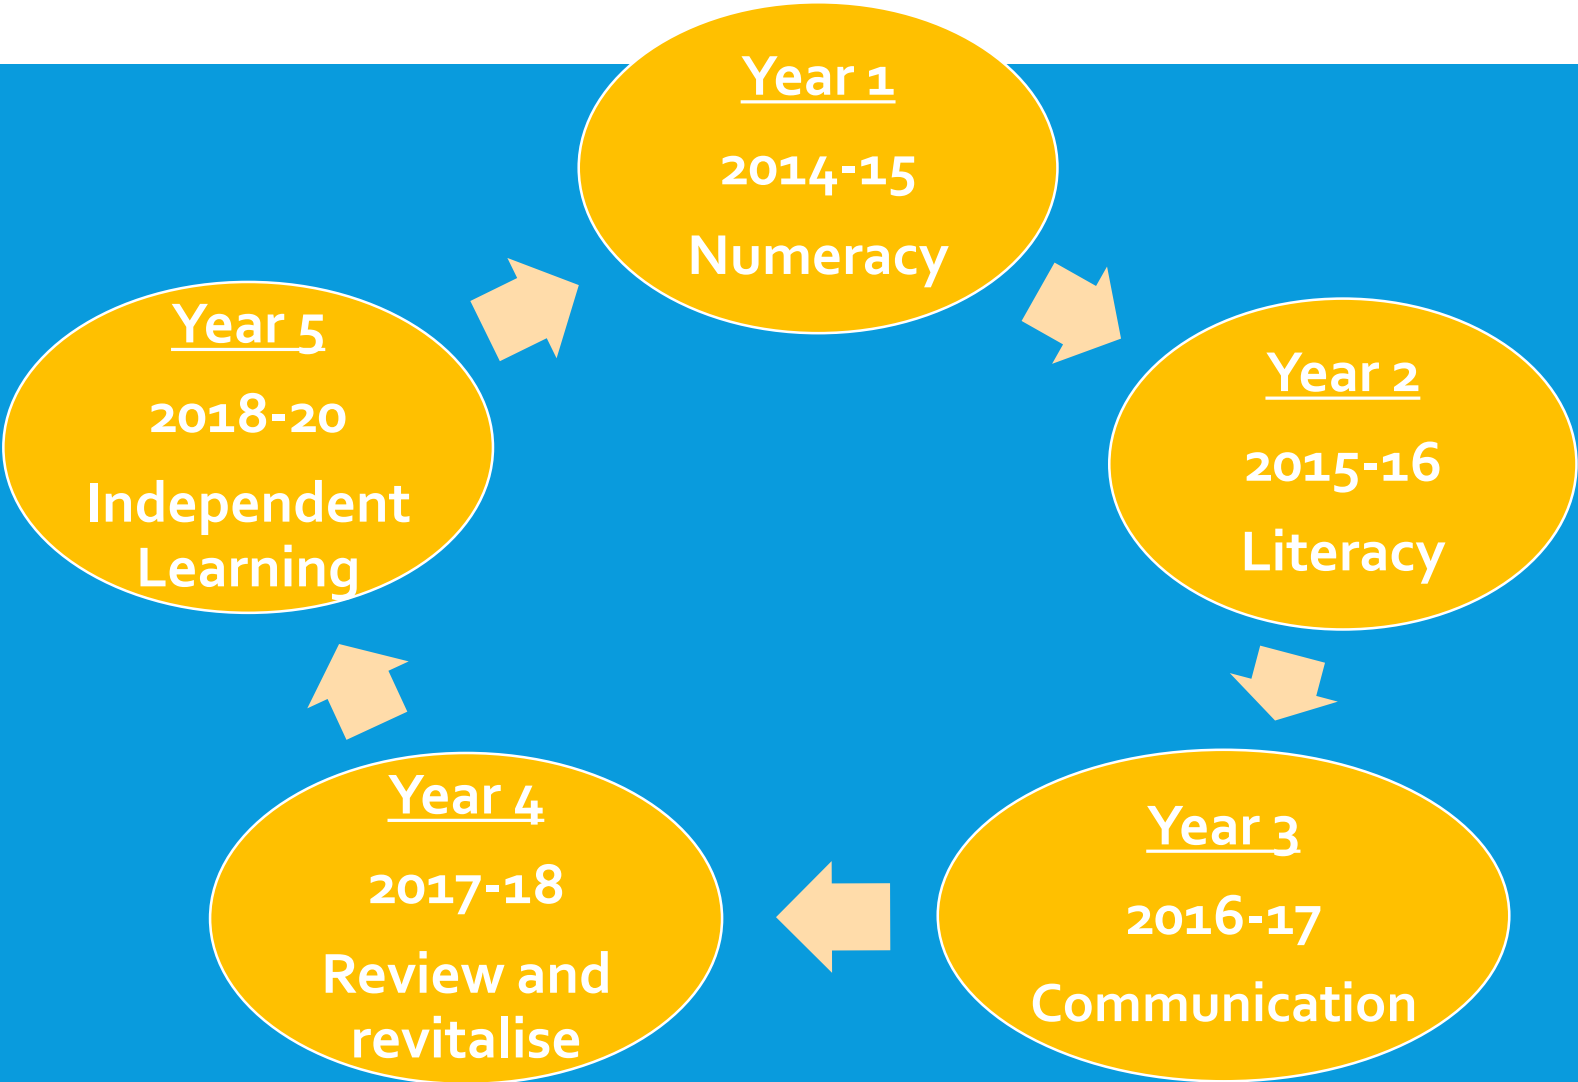 Year 1
2014-15
Numeracy
Year 2
2015-16
Literacy
Year 3
2016-17
Communication
Year 4
2017-18
Review and
revitalise
Year 5
2018-20
Independent
Learning